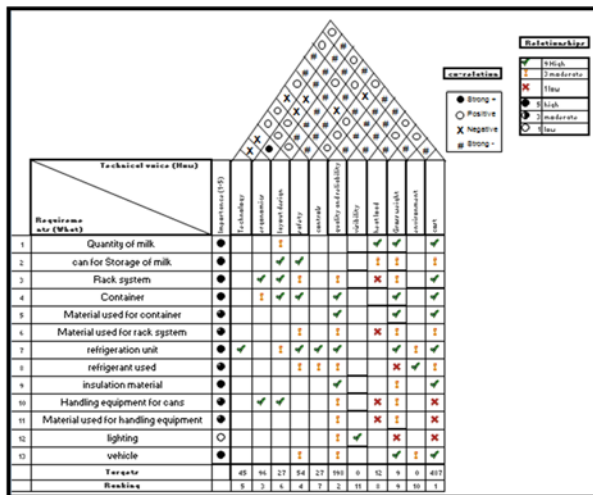 Relationships
9 High
3 moderate
1 low
5 high
3 moderate
1 low
co-relation
Strong +
Positive
X Negative
# Strong -
Technical voice (How)
Requireme
nts (What)
Importance (1-5)
Technology
ergonomics
layout design
safety
controls
quality and reliability
visibility
heat load
Gross weight
environment
cost
1 Quantity of milk
2 can for Storage of milk
3 Rack system
4 Container
5 Material used for container
6 Material used for rack system
7 refrigeration unit
8 refrigerant used
9 insulation material
10 Handling equipment for cans
11 Material used for handling equipment
12 lighting
13 vehicle
Targets 45 96 27 54 27 198 0 12 9 0 407
Ranking 5 3 6 4 7 2 11 8 9 10 1